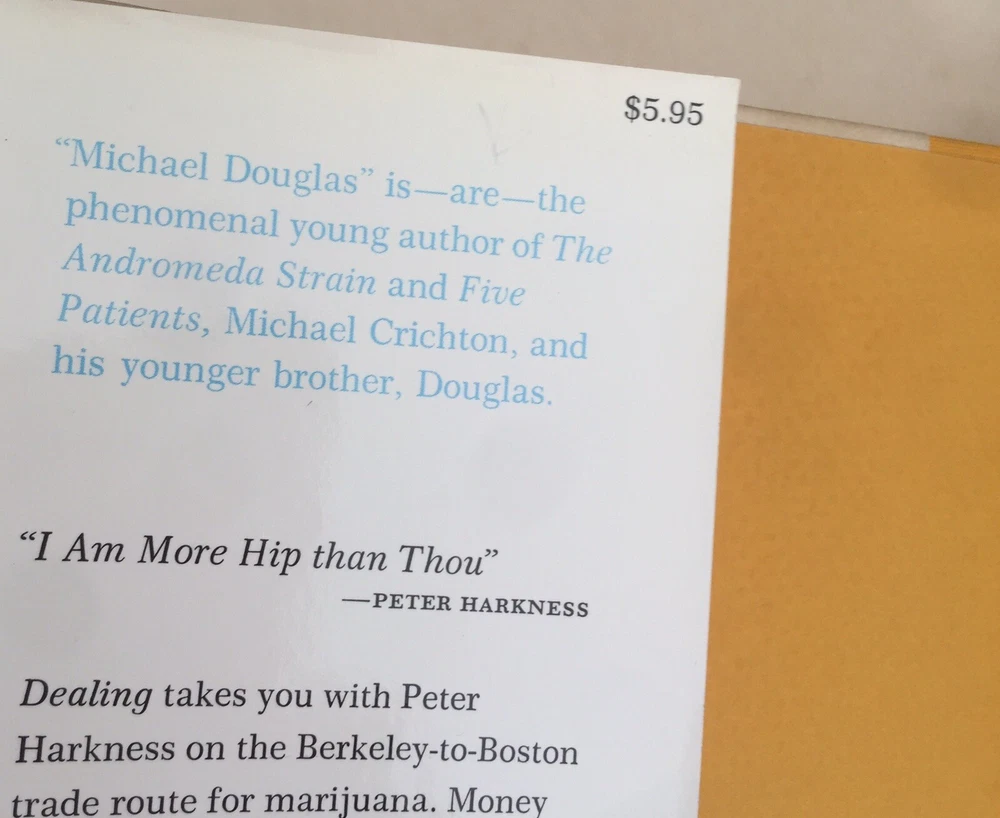 $5.95
“Michael Douglas” is—are—the
phenomenal young author of The
Andromeda Strain and Five
Patients, Michael Crichton, and
his younger brother, Douglas.
“I Am More Hip than Thou”
—PETER HARKNESS
Dealing takes you with Peter
Harkness on the Berkeley-to-Boston
trade route for marijuana. Money